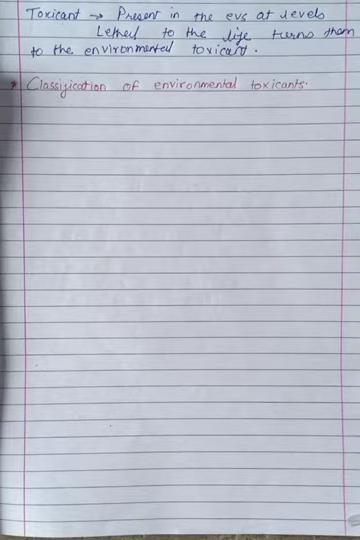 Toxicant → Present in the evs at levels
Lethel to the life turns them
to the environmental toxicant.
* Classification of environmental toxicants.